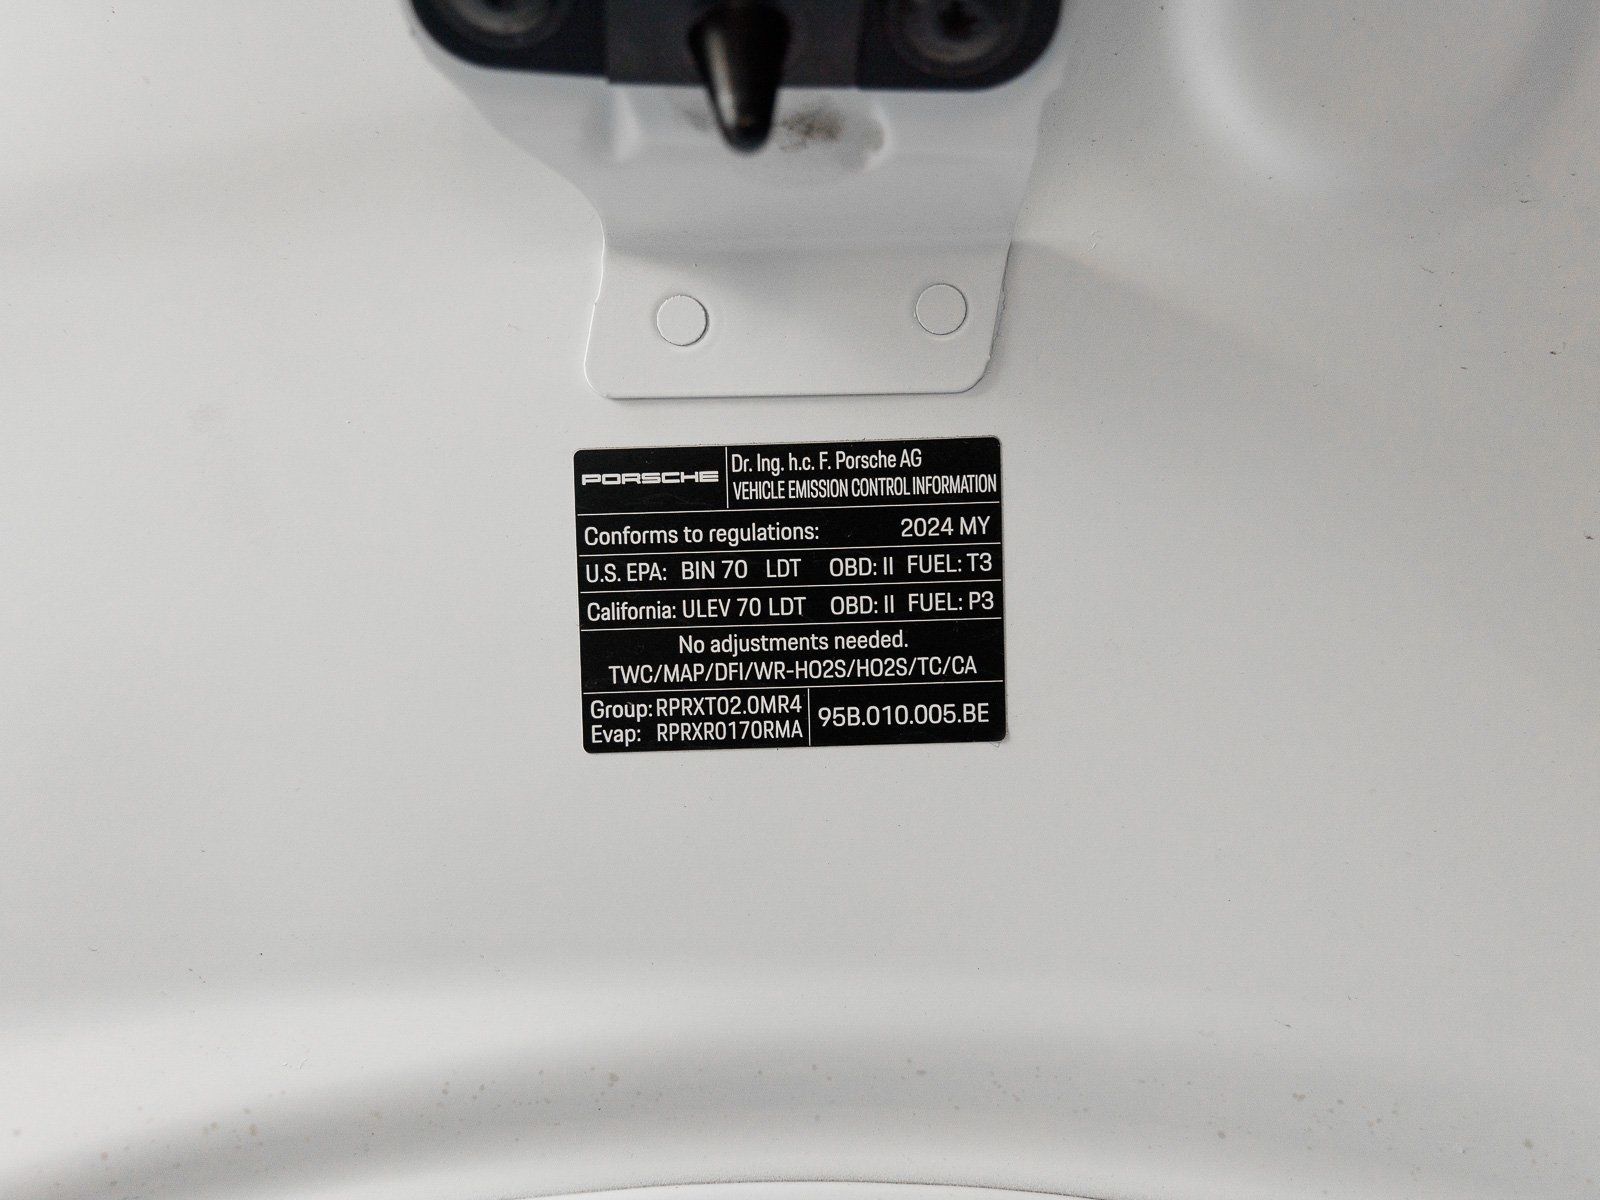 PORSCHE
Dr. Ing. h.c. F. Porsche AG
VEHICLE EMISSION CONTROL INFORMATION
Conforms to regulations: 2024 MY
U.S. EPA: BIN 70 LDT OBD: II FUEL: T3
California: ULEV 70 LDT OBD: II FUEL: P3
No adjustments needed.
TWC/MAP/DFI/WR-HO2S/HO2S/TC/CA
Group: RPRXT02.0MR4
Evap: RPRXR0170RMA
95B.010.005.BE